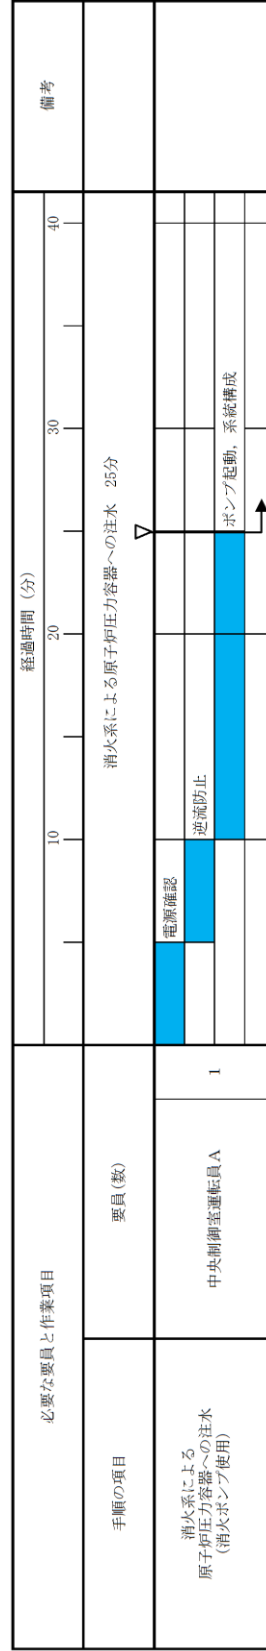 必要な要員と作業項目
経過時間（分）
備考
10
20
30
40
手順の項目
要員(数)
消火系による原子炉圧力容器への注水　25分
消火系による
原子炉圧力容器への注水
(消火ポンプ使用)
中央制御室運転員Ａ
1
電源確認
逆流防止
ポンプ起動，系統構成